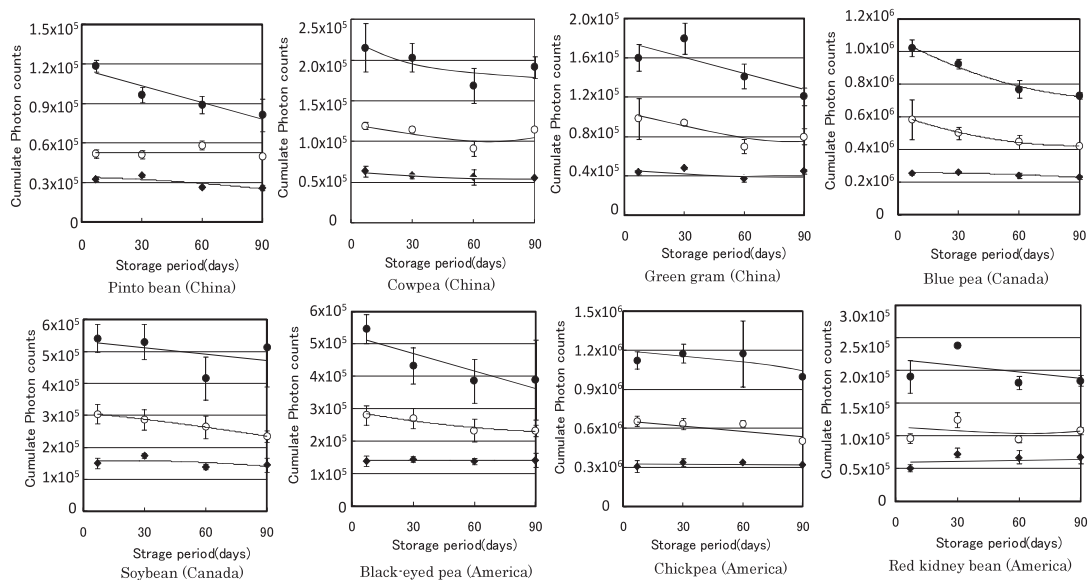 Cumulate Photon counts
1.5x10⁵
1.2x10⁵
0.9x10⁵
0.6x10⁵
0.3x10⁵
0
0 30 60 90
Storage period(days)
Pinto bean (China)
Cumulate Photon counts
2.5x10⁵
2.0x10⁵
1.5x10⁵
1.0x10⁵
0.5x10⁵
0
0 30 60 90
Storage period(days)
Cowpea (China)
Cumulate Photon counts
2.0x10⁵
1.6x10⁵
1.2x10⁵
0.8x10⁵
0.4x10⁵
0
0 30 60 90
Storage period(days)
Green gram (China)
Cumulate Photon counts
1.2x10⁶
1.0x10⁶
0.8x10⁶
0.6x10⁶
0.4x10⁶
0.2x10⁶
0
0 30 60 90
Storage period(days)
Blue pea (Canada)
Cumulate Photon counts
6x10⁵
5x10⁵
4x10⁵
3x10⁵
2x10⁵
1x10⁵
0
0 30 60 90
Storage period(days)
Soybean (Canada)
Cumulate Photon counts
6x10⁵
5x10⁵
4x10⁵
3x10⁵
2x10⁵
1x10⁵
0
0 30 60 90
Storage period(days)
Black-eyed pea (America)
Cumulate Photon counts
1.5x10⁶
1.2x10⁶
0.9x10⁶
0.6x10⁶
0.3x10⁶
0
0 30 60 90
Storage period(days)
Chickpea (America)
Cumulate Photon counts
3.0x10⁵
2.5x10⁵
2.0x10⁵
1.5x10⁵
1.0x10⁵
0.5x10⁵
0
0 30 60 90
Storage period(days)
Red kidney bean (America)